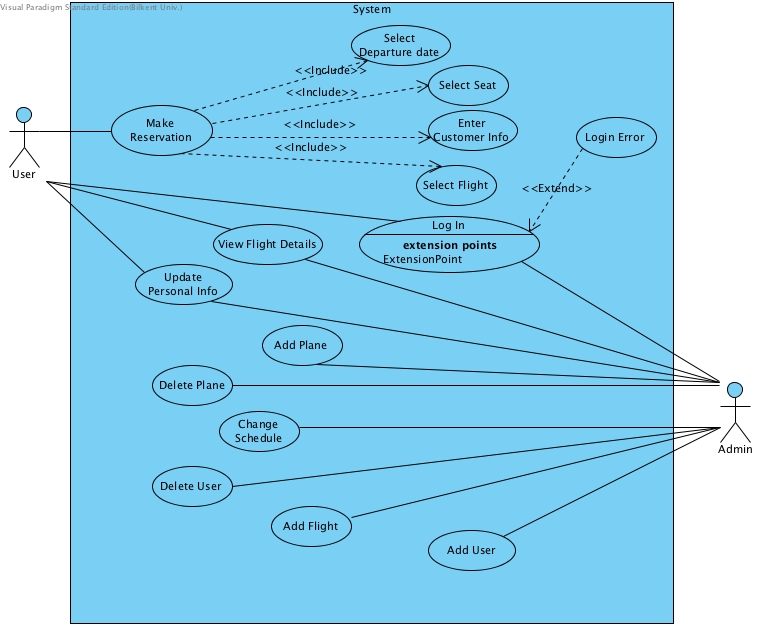 Visual Paradigm Standard Edition(Bilkent Univ.)
System
Select
Departure date
<<Include>>
Select Seat
<<Include>>
Make
Reservation
<<Include>>
Enter
Customer Info
Login Error
<<Include>>
User
Select Flight
<<Extend>>
Log In
extension points
ExtensionPoint
View Flight Details
Update
Personal Info
Add Plane
Delete Plane
Change
Schedule
Admin
Delete User
Add Flight
Add User